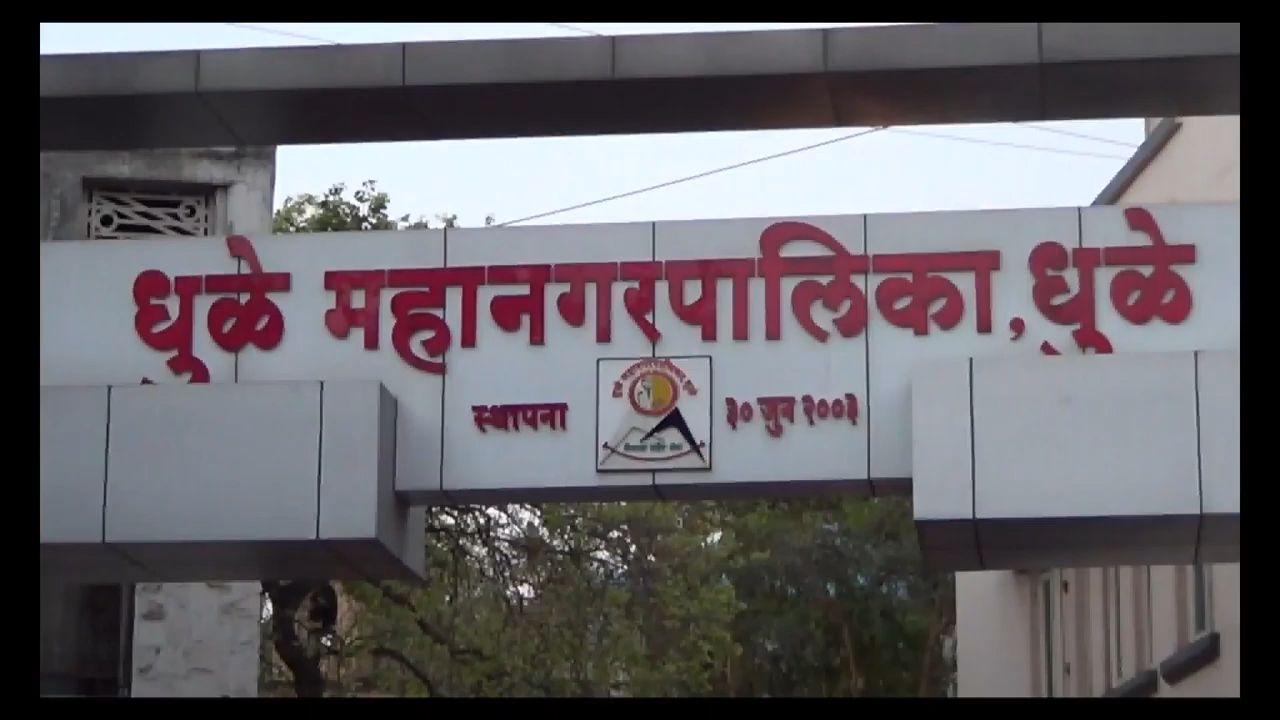 धुळे महानगरपालिका, धुळे
स्थापना ३० जुन २००३